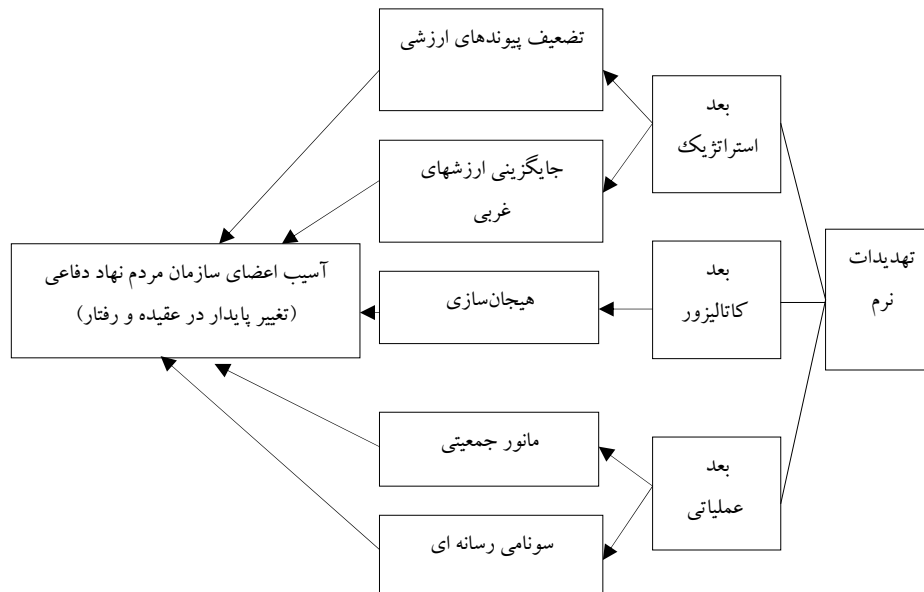 تهدیدات
نرم
بعد
استراتژیک
بعد
کاتالیزور
بعد
عملیاتی
تضعیف پیوندهای ارزشی
جایگزینی ارزشهای
غربی
هیجان‌سازی
مانور جمعیتی
سونامی رسانه ای
آسیب اعضای سازمان مردم نهاد دفاعی
(تغییر پایدار در عقیده و رفتار)